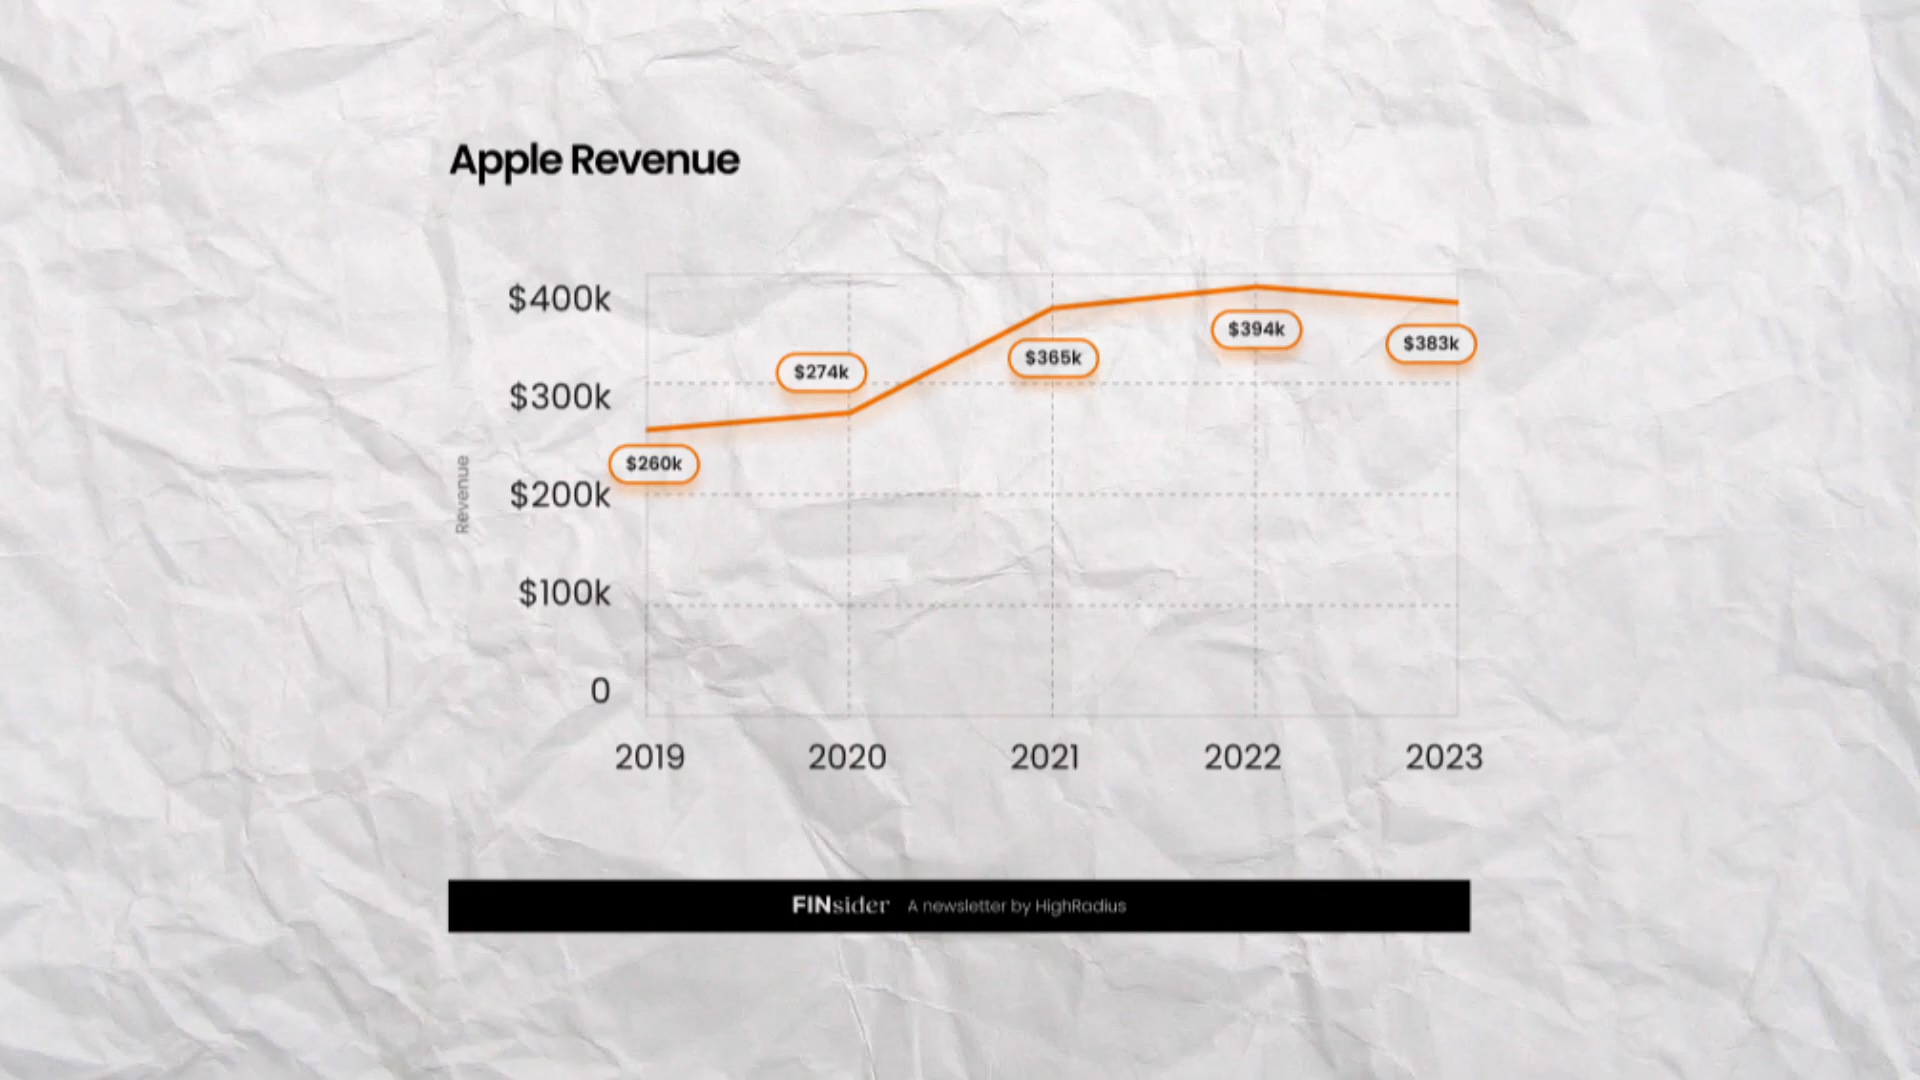 Apple Revenue
$400k
$300k
$200k
$100k
0
Revenue
$260k
$274k
$365k
$394k
$383k
2019 2020 2021 2022 2023
FINsider A newsletter by HighRadius